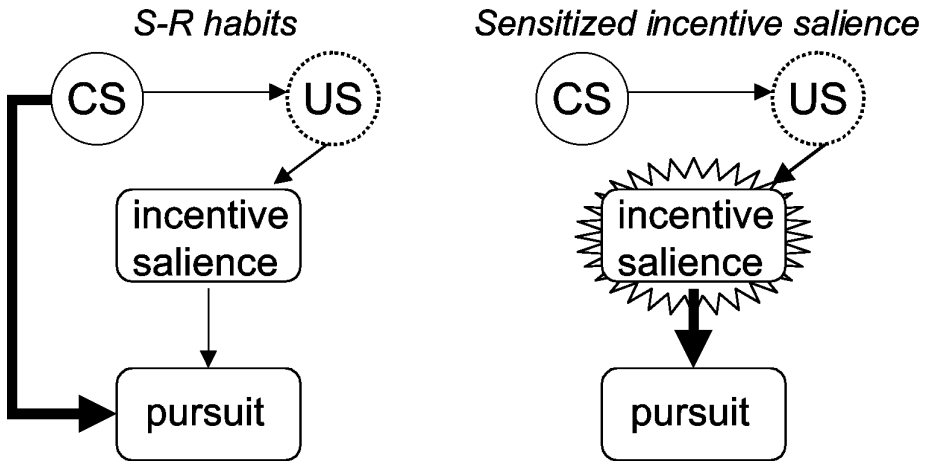 S-R habits
CS
US
incentive
salience
pursuit
Sensitized incentive salience
CS
US
incentive
salience
pursuit